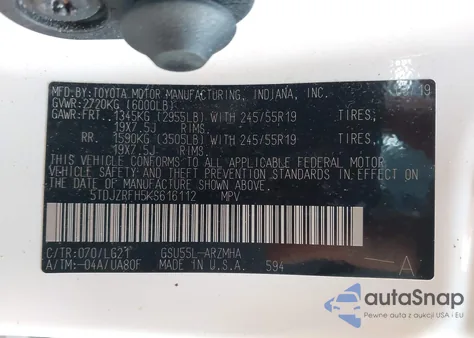 MFD.BY:TOYOTA MOTOR MANUFACTURING, INDIANA, INC. 19
GVWR:2720KG (6000LB)
GAWR:FRT. 1345KG (2955LB) WITH 245/55R19 TIRES,
19X7.5J RIMS.
RR. 1590KG (3505LB) WITH 245/55R19 TIRES,
19X7.5J RIMS.
THIS VEHICLE CONFORMS TO ALL APPLICABLE FEDERAL MOTOR
VEHICLE SAFETY AND THEFT PREVENTION STANDARDS IN EFFECT
ON THE DATE OF MANUFACTURE SHOWN ABOVE.
5TDJZRFH5KS616112 MPV
C/TR:070/LG21 GSU55L-ARZMHA
A/TM:-04A/UA80F MADE IN U.S.A. 594
A
autoSnap
Pewne auta z aukcji USA i EU